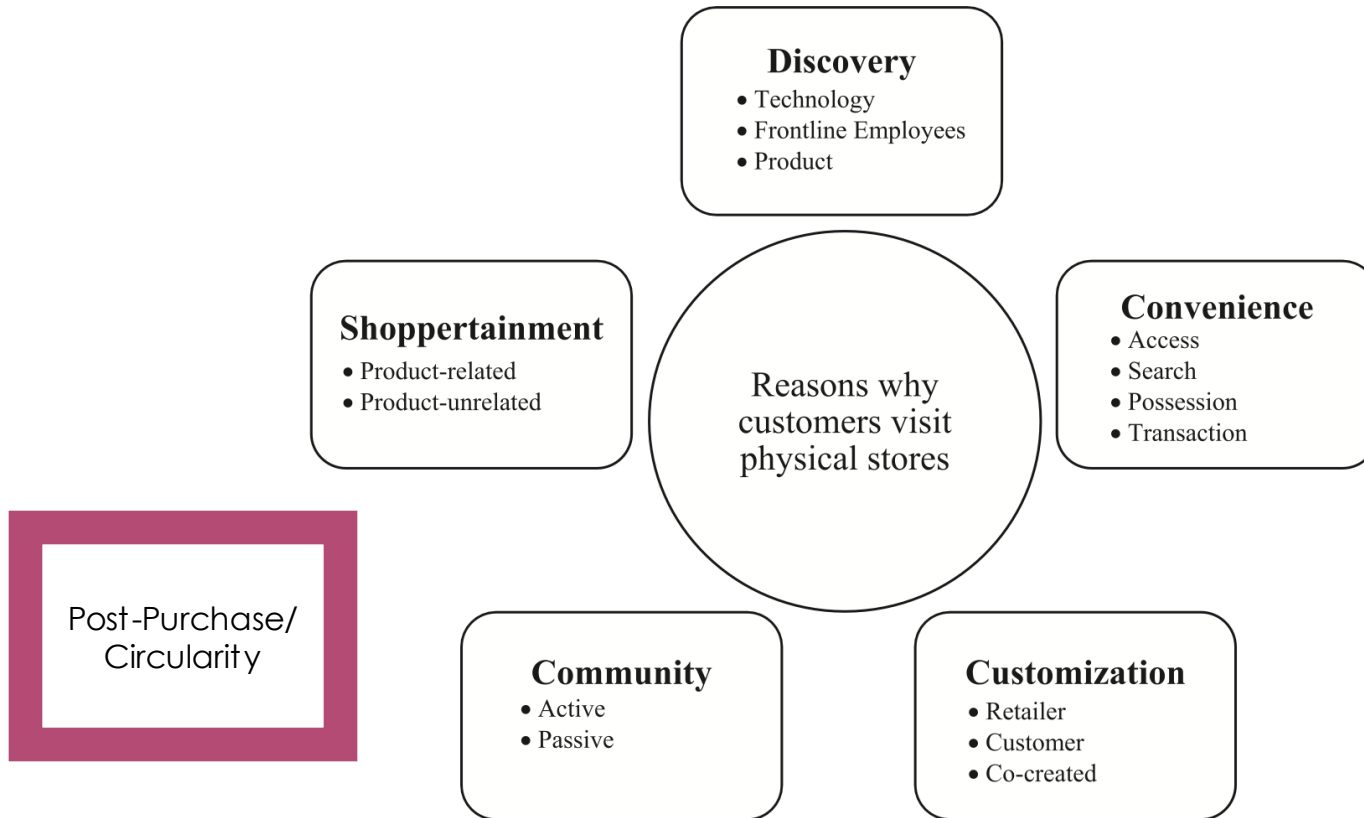 Discovery
• Technology
• Frontline Employees
• Product
Shoppertainment
• Product-related
• Product-unrelated
Reasons why
customers visit
physical stores
Convenience
• Access
• Search
• Possession
• Transaction
Post-Purchase/
Circularity
Community
• Active
• Passive
Customization
• Retailer
• Customer
• Co-created